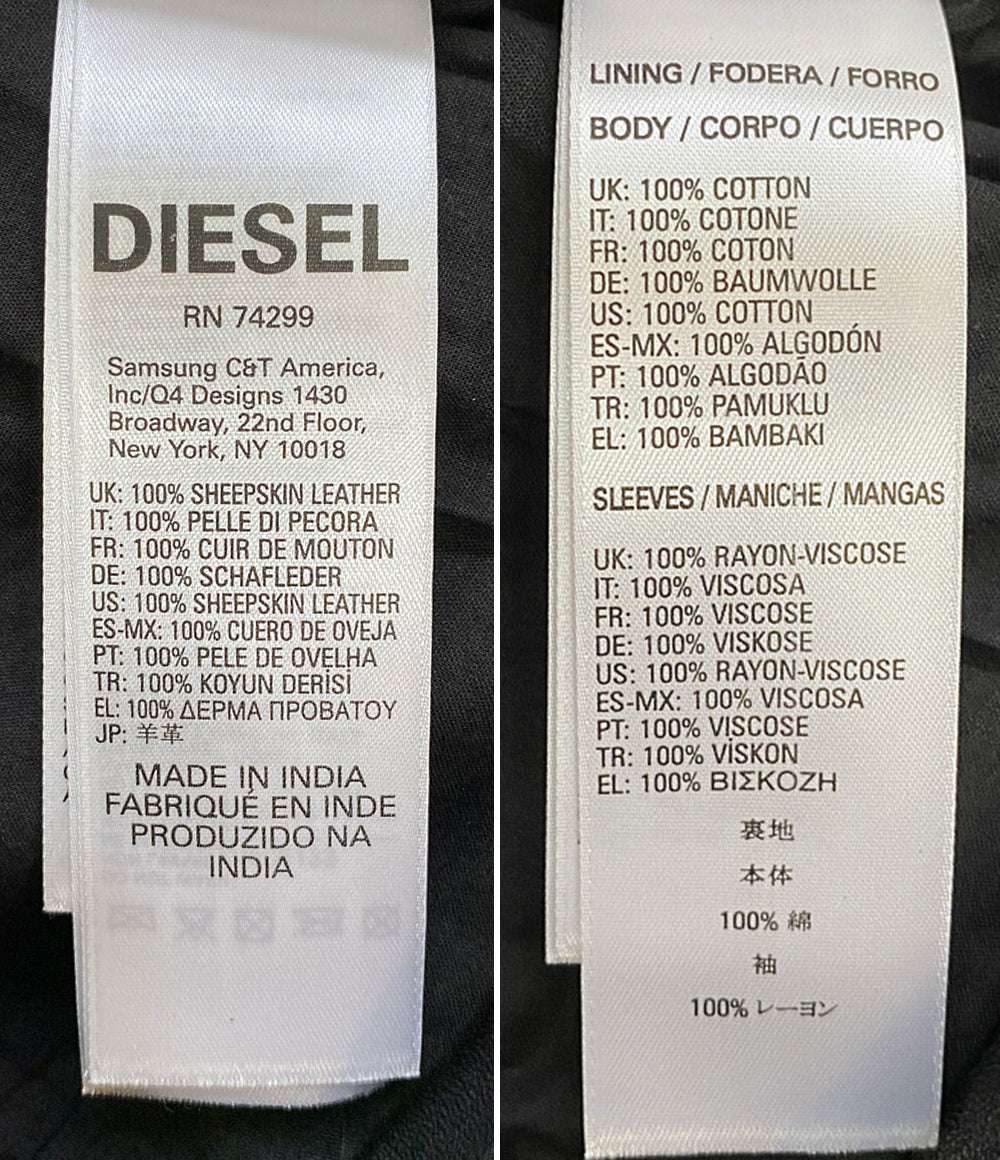 DIESEL
RN 74299
Samsung C&T America,
Inc/Q4 Designs 1430
Broadway, 22nd Floor,
New York, NY 10018
UK: 100% SHEEPSKIN LEATHER
IT: 100% PELLE DI PECORA
FR: 100% CUIR DE MOUTON
DE: 100% SCHAFLEDER
US: 100% SHEEPSKIN LEATHER
ES-MX: 100% CUERO DE OVEJA
PT: 100% PELE DE OVELHA
TR: 100% KOYUN DERİSİ
EL: 100% ΔΕΡΜΑ ΠΡΟΒΑΤΟΥ
JP: 羊革
MADE IN INDIA
FABRIQUÉ EN INDE
PRODUZIDO NA
INDIA
LINING / FODERA / FORRO
BODY / CORPO / CUERPO
UK: 100% COTTON
IT: 100% COTONE
FR: 100% COTON
DE: 100% BAUMWOLLE
US: 100% COTTON
ES-MX: 100% ALGODÓN
PT: 100% ALGODÃO
TR: 100% PAMUKLU
EL: 100% BAMBAKI
SLEEVES / MANICHE / MANGAS
UK: 100% RAYON-VISCOSE
IT: 100% VISCOSA
FR: 100% VISCOSE
DE: 100% VISKOSE
US: 100% RAYON-VISCOSE
ES-MX: 100% VISCOSA
PT: 100% VISCOSE
TR: 100% VİSKON
EL: 100% ΒΙΣΚΟΖΗ
裏地
本体
100% 綿
袖
100% レーヨン